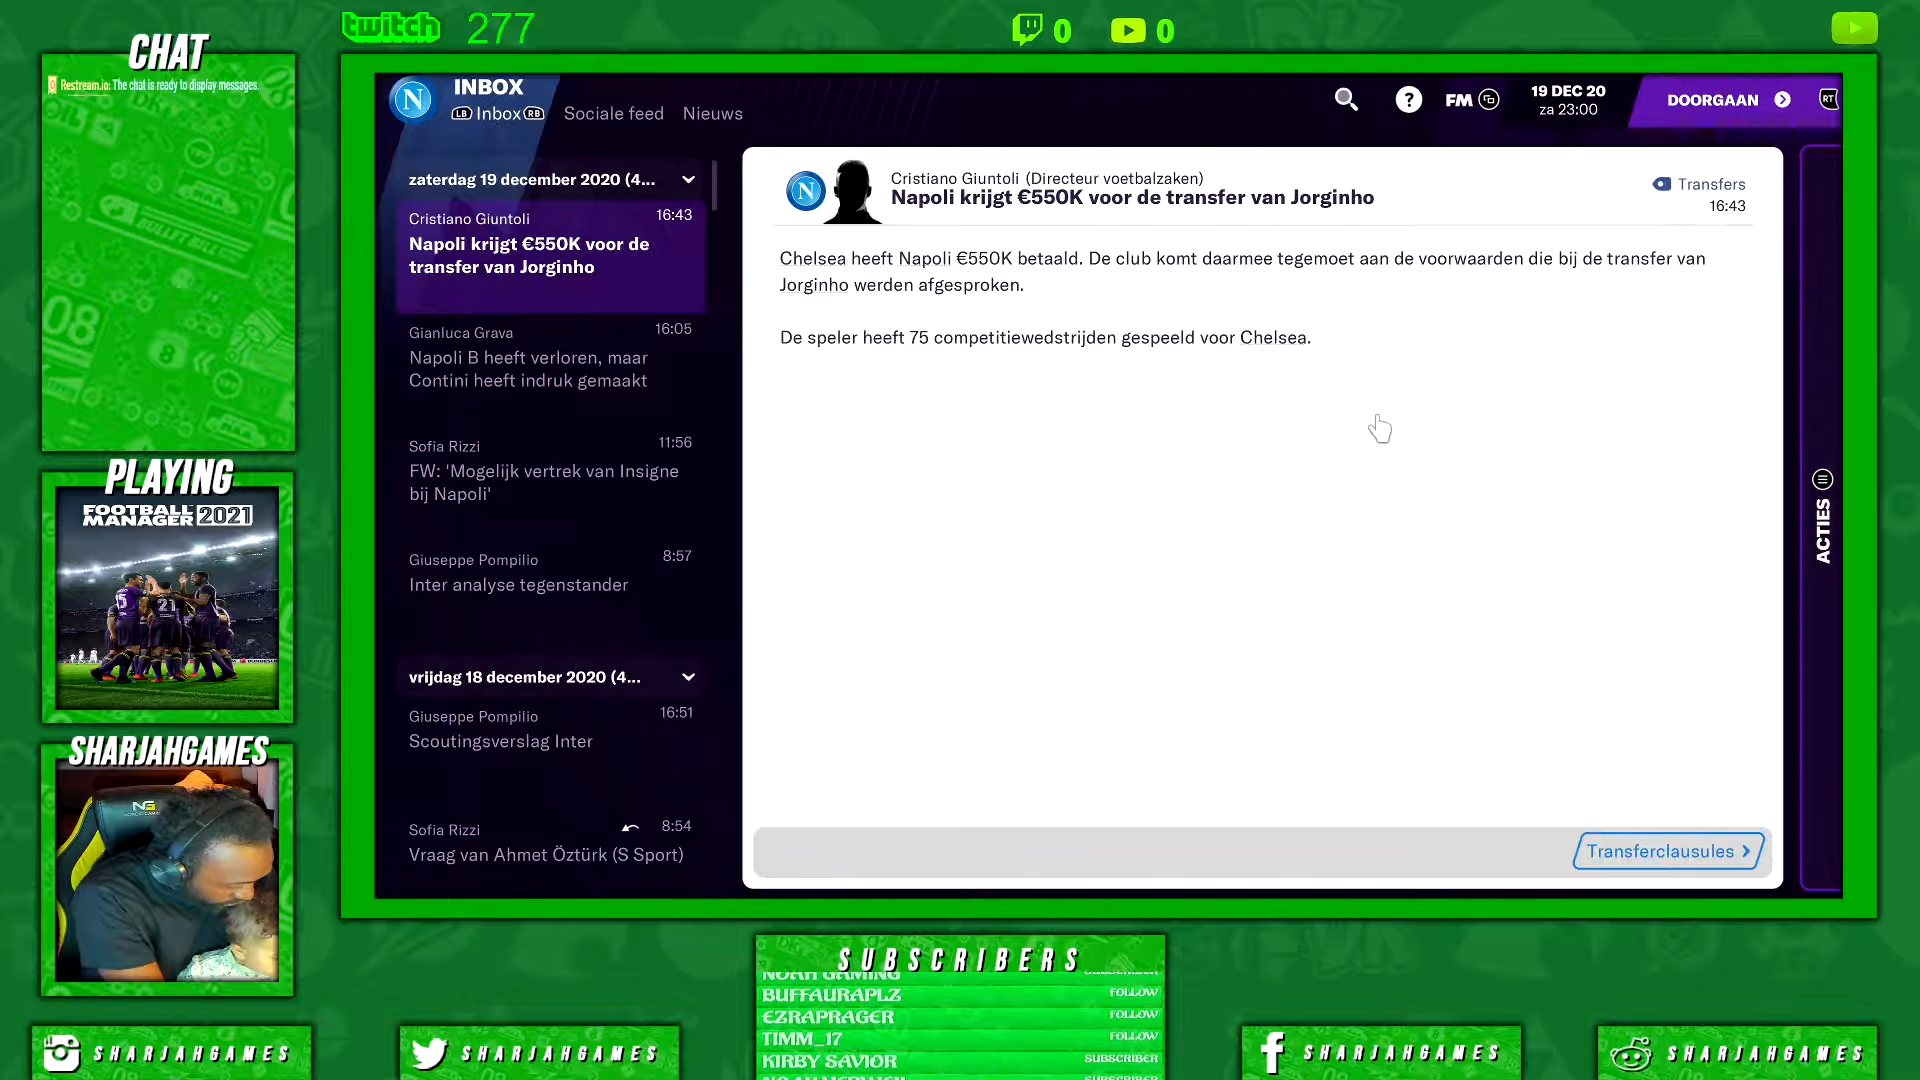 CHAT
Restream.io: The chat is ready to display messages.
twitch 277
0 0
INBOX
LB Inbox RB Sociale feed Nieuws
? FM
19 DEC 20
za 23:00
DOORGAAN RT
zaterdag 19 december 2020 (4...
Cristiano Giuntoli 16:43
Napoli krijgt €550K voor de
transfer van Jorginho
Gianluca Grava 16:05
Napoli B heeft verloren, maar
Contini heeft indruk gemaakt
Sofia Rizzi 11:56
FW: 'Mogelijk vertrek van Insigne
bij Napoli'
Giuseppe Pompilio 8:57
Inter analyse tegenstander
vrijdag 18 december 2020 (4...
Giuseppe Pompilio 16:51
Scoutingsverslag Inter
Sofia Rizzi 8:54
Vraag van Ahmet Öztürk (S Sport)
Cristiano Giuntoli (Directeur voetbalzaken)
Napoli krijgt €550K voor de transfer van Jorginho
Transfers
16:43
Chelsea heeft Napoli €550K betaald. De club komt daarmee tegemoet aan de voorwaarden die bij de transfer van
Jorginho werden afgesproken.
De speler heeft 75 competitiewedstrijden gespeeld voor Chelsea.
Transferclausules
ACTIES
PLAYING
FOOTBALL
MANAGER 2021
SHARJAHGAMES
NG
SUBSCRIBERS
NOAH GAMING SUBSCRIBER
BUFFAURAPLZ FOLLOW
EZRAPRAGER FOLLOW
TIMM_17 FOLLOW
KIRBY SAVIOR SUBSCRIBER
SHARJAHGAMES
SHARJAHGAMES
SHARJAHGAMES
SHARJAHGAMES